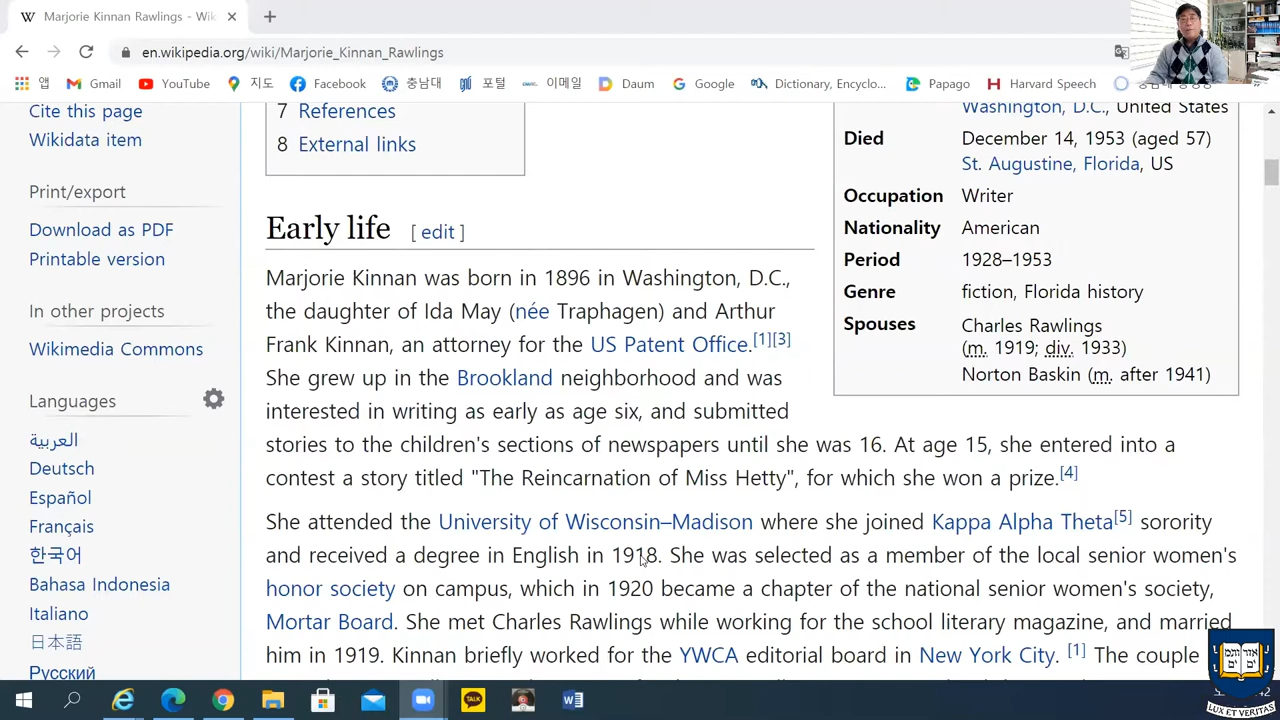 Marjorie Kinnan Rawlings - Wik
en.wikipedia.org/wiki/Marjorie_Kinnan_Rawlings
앱 Gmail YouTube 지도 Facebook 충남대 포털 이메일 Daum Google Dictionary, Encyclo... Papago Harvard Speech
Cite this page
Wikidata item
Print/export
Download as PDF
Printable version
In other projects
Wikimedia Commons
Languages
العربية
Deutsch
Español
Français
한국어
Bahasa Indonesia
Italiano
日本語
Русский
7 References
8 External links
Early life [ edit ]
Marjorie Kinnan was born in 1896 in Washington, D.C.,
the daughter of Ida May (née Traphagen) and Arthur
Frank Kinnan, an attorney for the US Patent Office.[1][3]
She grew up in the Brookland neighborhood and was
interested in writing as early as age six, and submitted
stories to the children's sections of newspapers until she was 16. At age 15, she entered into a
contest a story titled "The Reincarnation of Miss Hetty", for which she won a prize.[4]
She attended the University of Wisconsin–Madison where she joined Kappa Alpha Theta[5] sorority
and received a degree in English in 1918. She was selected as a member of the local senior women's
honor society on campus, which in 1920 became a chapter of the national senior women's society,
Mortar Board. She met Charles Rawlings while working for the school literary magazine, and married
him in 1919. Kinnan briefly worked for the YWCA editorial board in New York City. [1] The couple
Washington, D.C., United States
Died December 14, 1953 (aged 57)
St. Augustine, Florida, US
Occupation Writer
Nationality American
Period 1928–1953
Genre fiction, Florida history
Spouses Charles Rawlings
(m. 1919; div. 1933)
Norton Baskin (m. after 1941)
TALK
LUX ET VERITAS